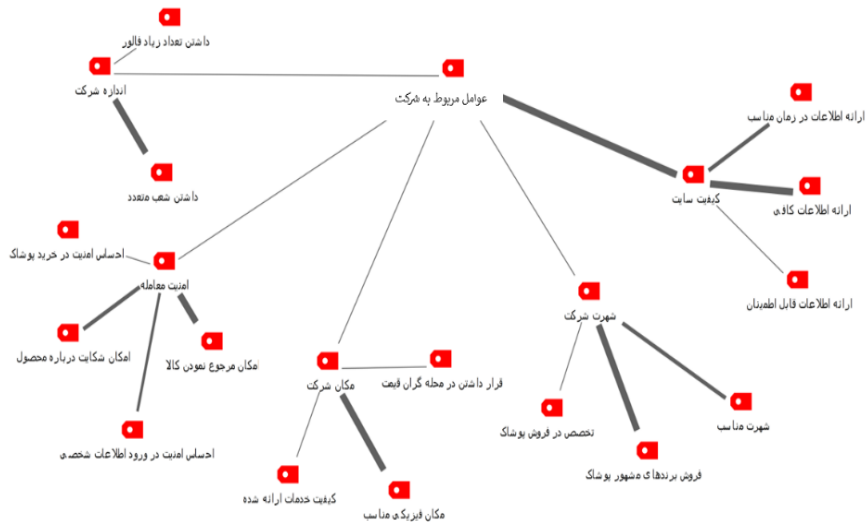 داشتن تعداد زیاد فالور
اندازه شرکت
عوامل مربوط به شرکت
ارائه اطلاعات در زمان مناسب
داشتن شعب متعدد
کیفیت سایت
ارائه اطلاعات کافی
احساس امنیت در خرید پوشاک
امنیت معامله
ارائه اطلاعات قابل اطمینان
شهرت شرکت
امکان شکایت درباره محصول
امکان مرجوع نمودن کالا
مکان شرکت
قرار داشتن در محله گران قیمت
شهرت مناسب
تخصص در فروش پوشاک
احساس امنیت در ورود اطلاعات شخصی
فروش برندهای مشهور پوشاک
کیفیت خدمات ارائه شده
مکان فیزیکی مناسب